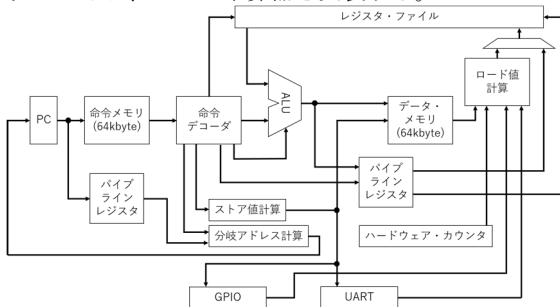 レジスタ・ファイル
ロード値
計算
PC
命令メモリ
(64kbyte)
命令
デコーダ
ALU
データ・
メモリ
(64kbyte)
パイプ
ライン
レジスタ
パイプ
ライン
レジスタ
ストア値計算
分岐アドレス計算
ハードウェア・カウンタ
GPIO
UART